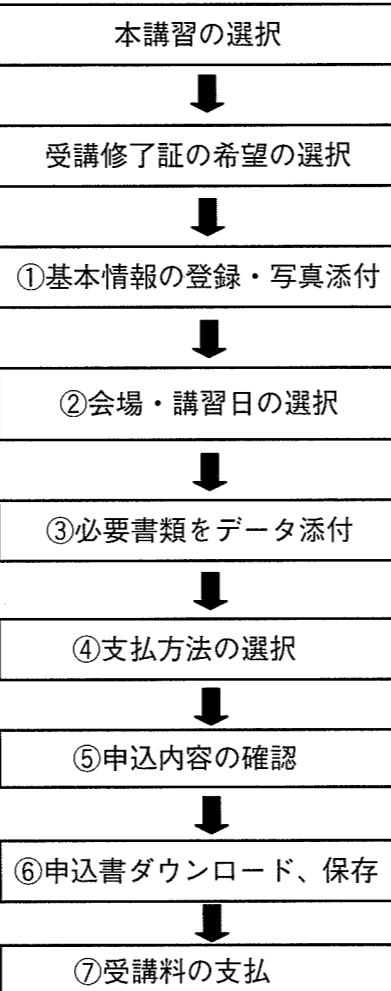 本講習の選択
受講修了証の希望の選択
①基本情報の登録・写真添付
②会場・講習日の選択
③必要書類をデータ添付
④支払方法の選択
⑤申込内容の確認
⑥申込書ダウンロード、保存
⑦受講料の支払